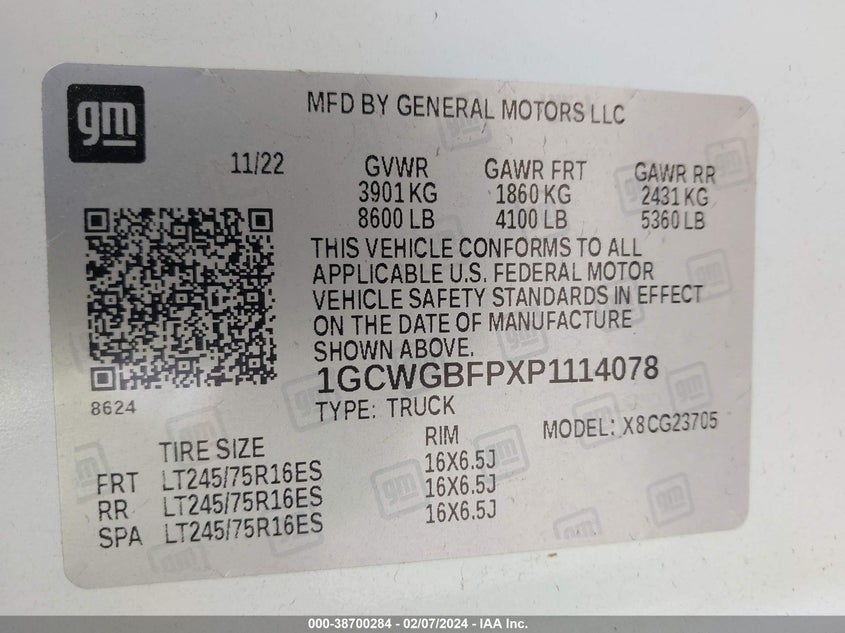 gm
MFD BY GENERAL MOTORS LLC
11/22 GVWR GAWR FRT GAWR RR
3901 KG 1860 KG 2431 KG
8600 LB 4100 LB 5360 LB
THIS VEHICLE CONFORMS TO ALL
APPLICABLE U.S. FEDERAL MOTOR
VEHICLE SAFETY STANDARDS IN EFFECT
ON THE DATE OF MANUFACTURE
SHOWN ABOVE.
1GCWGBFPXP1114078
8624
TYPE: TRUCK
MODEL: X8CG23705
TIRE SIZE RIM
FRT LT245/75R16ES 16X6.5J
RR LT245/75R16ES 16X6.5J
SPA LT245/75R16ES 16X6.5J
000-38700284 - 02/07/2024 - IAA Inc.